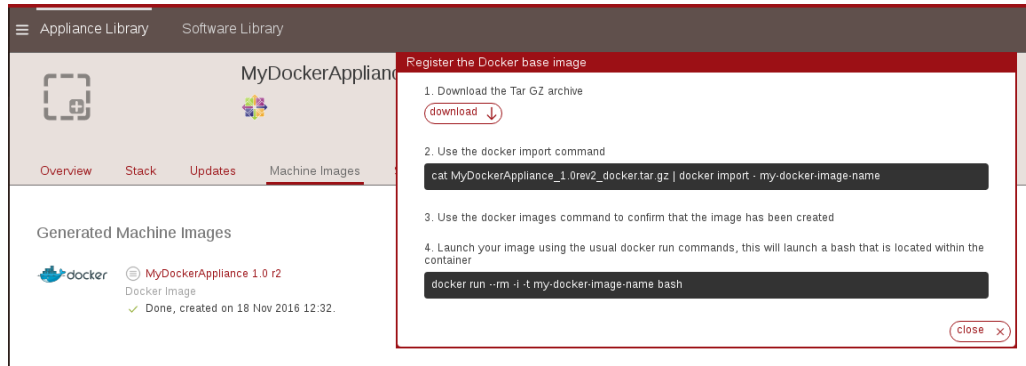 Appliance Library
Software Library
MyDockerApplianc
Overview
Stack
Updates
Machine Images
Generated Machine Images
docker
MyDockerAppliance 1.0 r2
Docker Image
Done, created on 18 Nov 2016 12:32.
Register the Docker base image
1. Download the Tar GZ archive
download
2. Use the docker import command
cat MyDockerAppliance_1.0rev2_docker.tar.gz | docker import - my-docker-image-name
3. Use the docker images command to confirm that the image has been created
4. Launch your image using the usual docker run commands, this will launch a bash that is located within the
container
docker run --rm -i -t my-docker-image-name bash
close